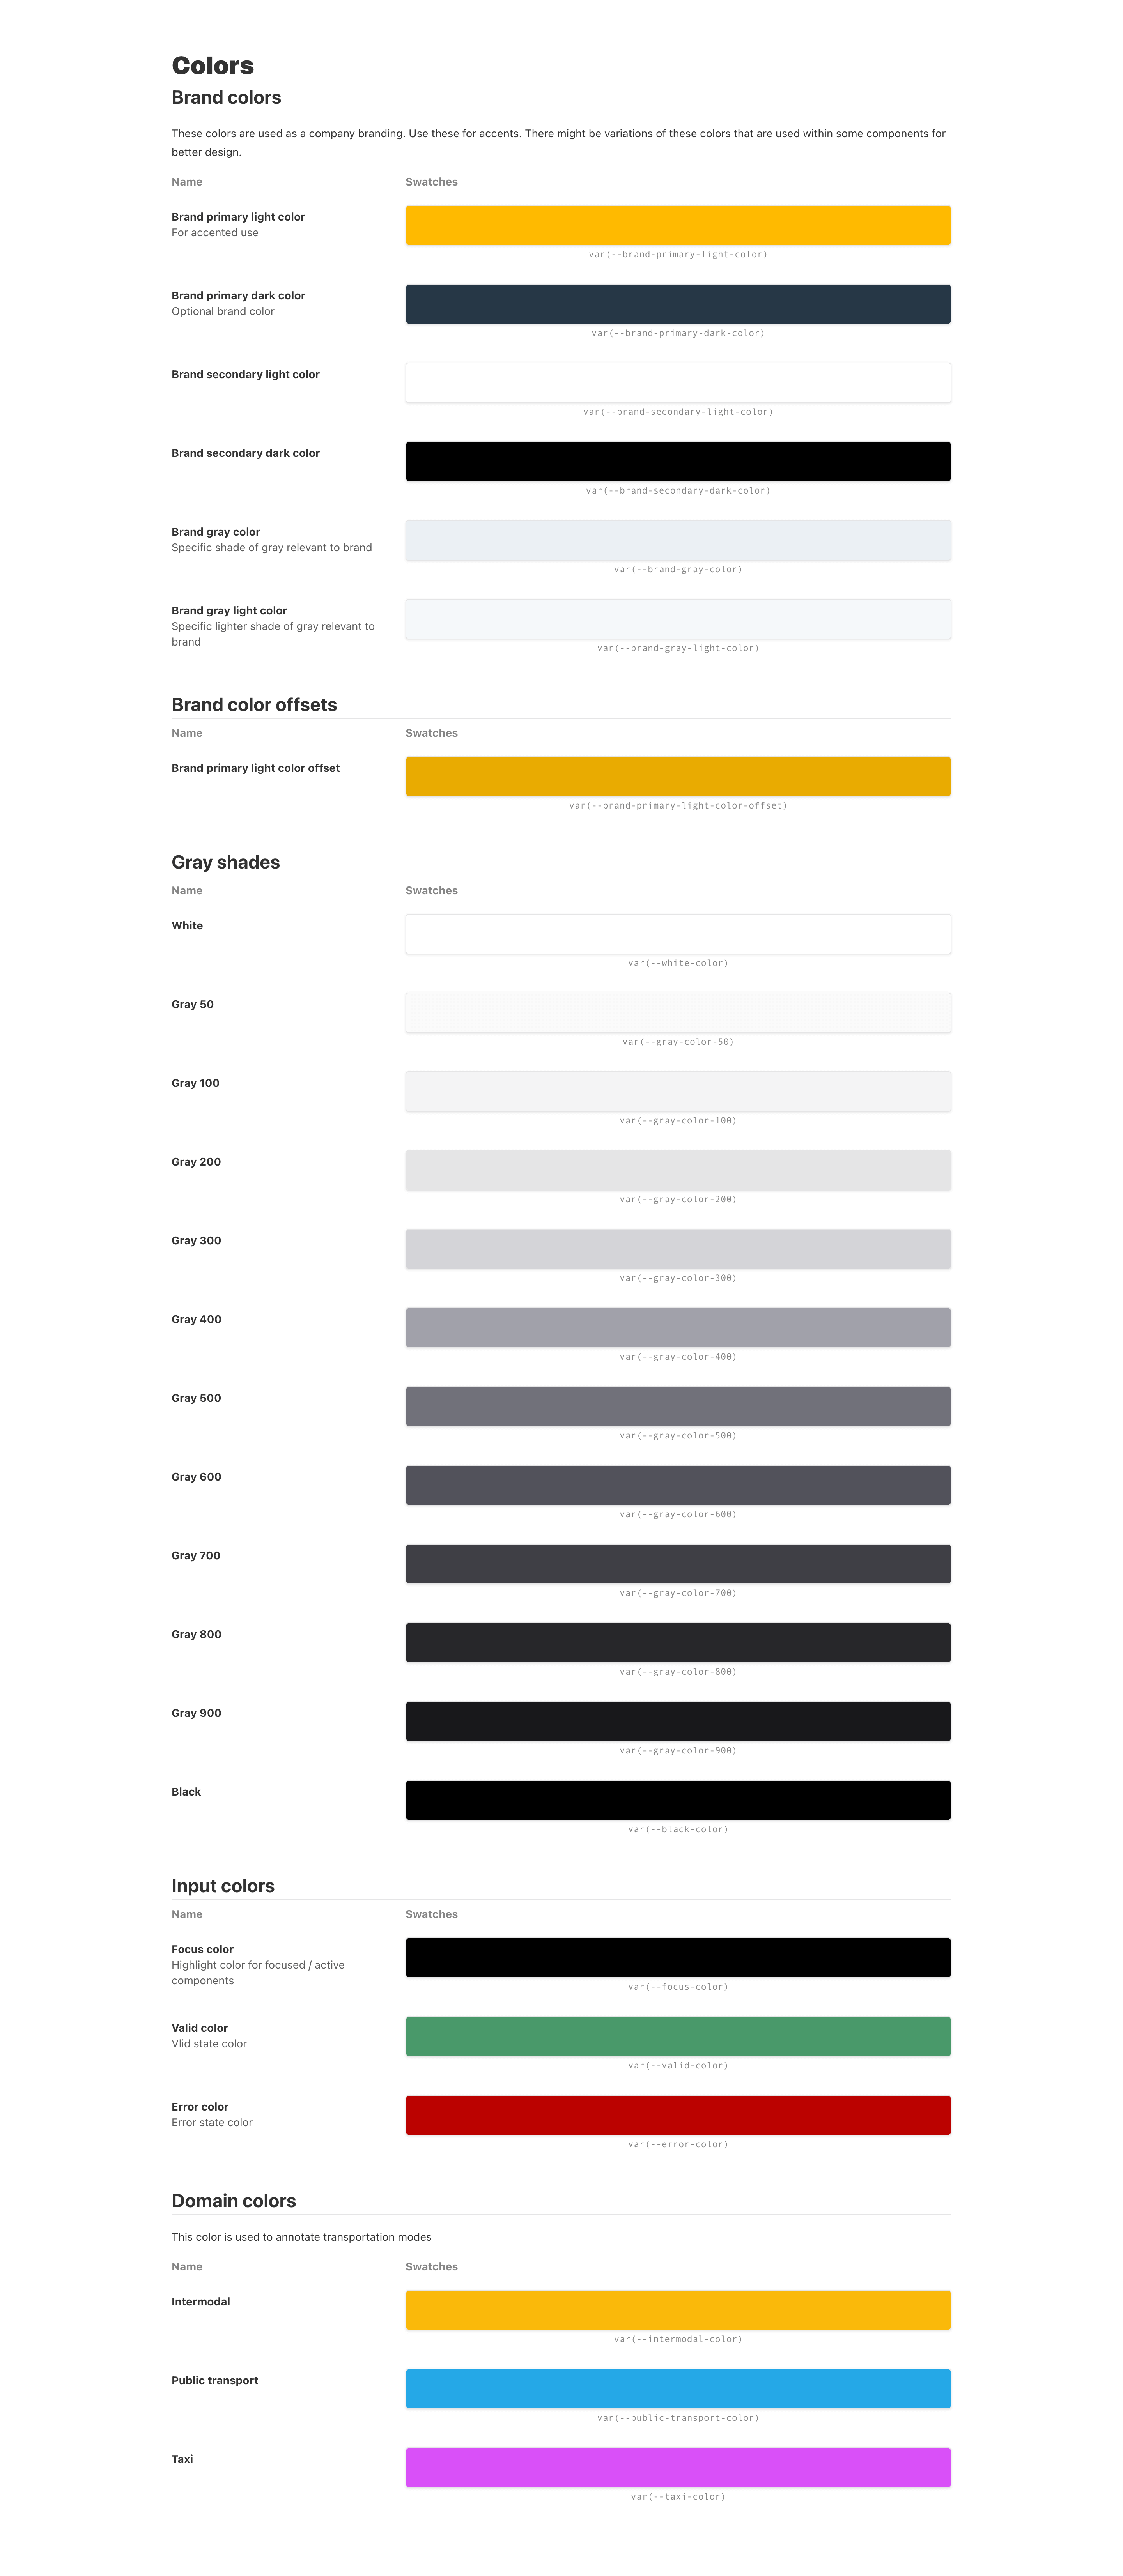 Colors
Brand colors
These colors are used as a company branding. Use these for accents. There might be variations of these colors that are used within some components for
better design.
Name Swatches
Brand primary light color
For accented use
var(--brand-primary-light-color)
Brand primary dark color
Optional brand color
var(--brand-primary-dark-color)
Brand secondary light color
var(--brand-secondary-light-color)
Brand secondary dark color
var(--brand-secondary-dark-color)
Brand gray color
Specific shade of gray relevant to brand
var(--brand-gray-color)
Brand gray light color
Specific lighter shade of gray relevant to
brand
var(--brand-gray-light-color)
Brand color offsets
Name Swatches
Brand primary light color offset
var(--brand-primary-light-color-offset)
Gray shades
Name Swatches
White
var(--white-color)
Gray 50
var(--gray-color-50)
Gray 100
var(--gray-color-100)
Gray 200
var(--gray-color-200)
Gray 300
var(--gray-color-300)
Gray 400
var(--gray-color-400)
Gray 500
var(--gray-color-500)
Gray 600
var(--gray-color-600)
Gray 700
var(--gray-color-700)
Gray 800
var(--gray-color-800)
Gray 900
var(--gray-color-900)
Black
var(--black-color)
Input colors
Name Swatches
Focus color
Highlight color for focused / active
components
var(--focus-color)
Valid color
Vlid state color
var(--valid-color)
Error color
Error state color
var(--error-color)
Domain colors
This color is used to annotate transportation modes
Name Swatches
Intermodal
var(--intermodal-color)
Public transport
var(--public-transport-color)
Taxi
var(--taxi-color)